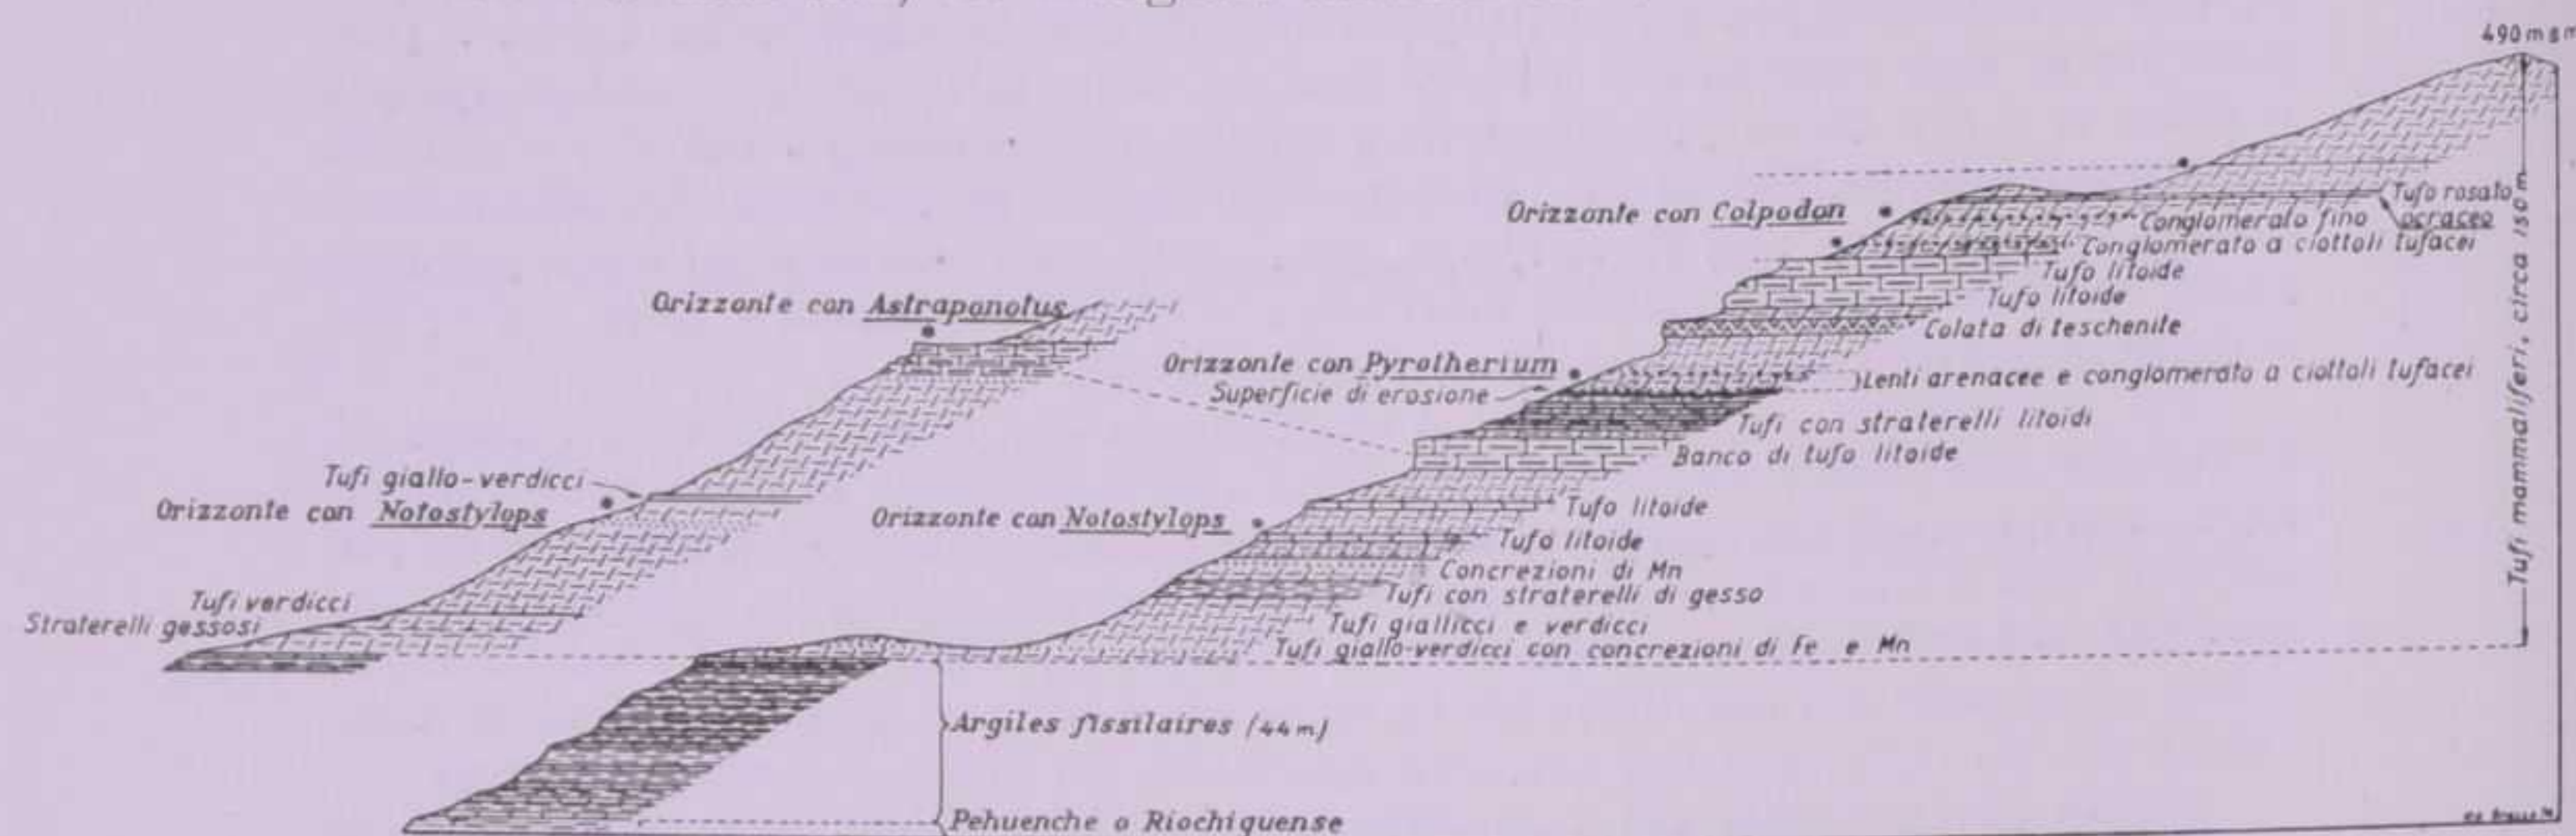 490 m s m
Tufo rosato
ocraceo
Orizzonte con Colpodon
Conglomerato fino
Conglomerato a ciottoli tufacei
Tufo litoide
Tufo litoide
Colata di teschenite
Orizzonte con Astraponotus
Orizzonte con Pyrotherium
Superficie di erosione
Lenti arenacee e conglomerato a ciottoli tufacei
Tufi con straterelli litoidi
Banco di tufo litoide
Tufi mammaliferi, circa 150 m
Tufi giallo-verdicci
Orizzonte con Notostylops
Orizzonte con Notostylops
Tufo litoide
Tufo litoide
Concrezioni di Mn
Tufi con straterelli di gesso
Tufi verdicci
Straterelli gessosi
Tufi giallicci e verdicci
Tufi giallo-verdicci con concrezioni di Fe e Mn
Argiles fissilaires (44 m)
Pehuenche o Riochiquense